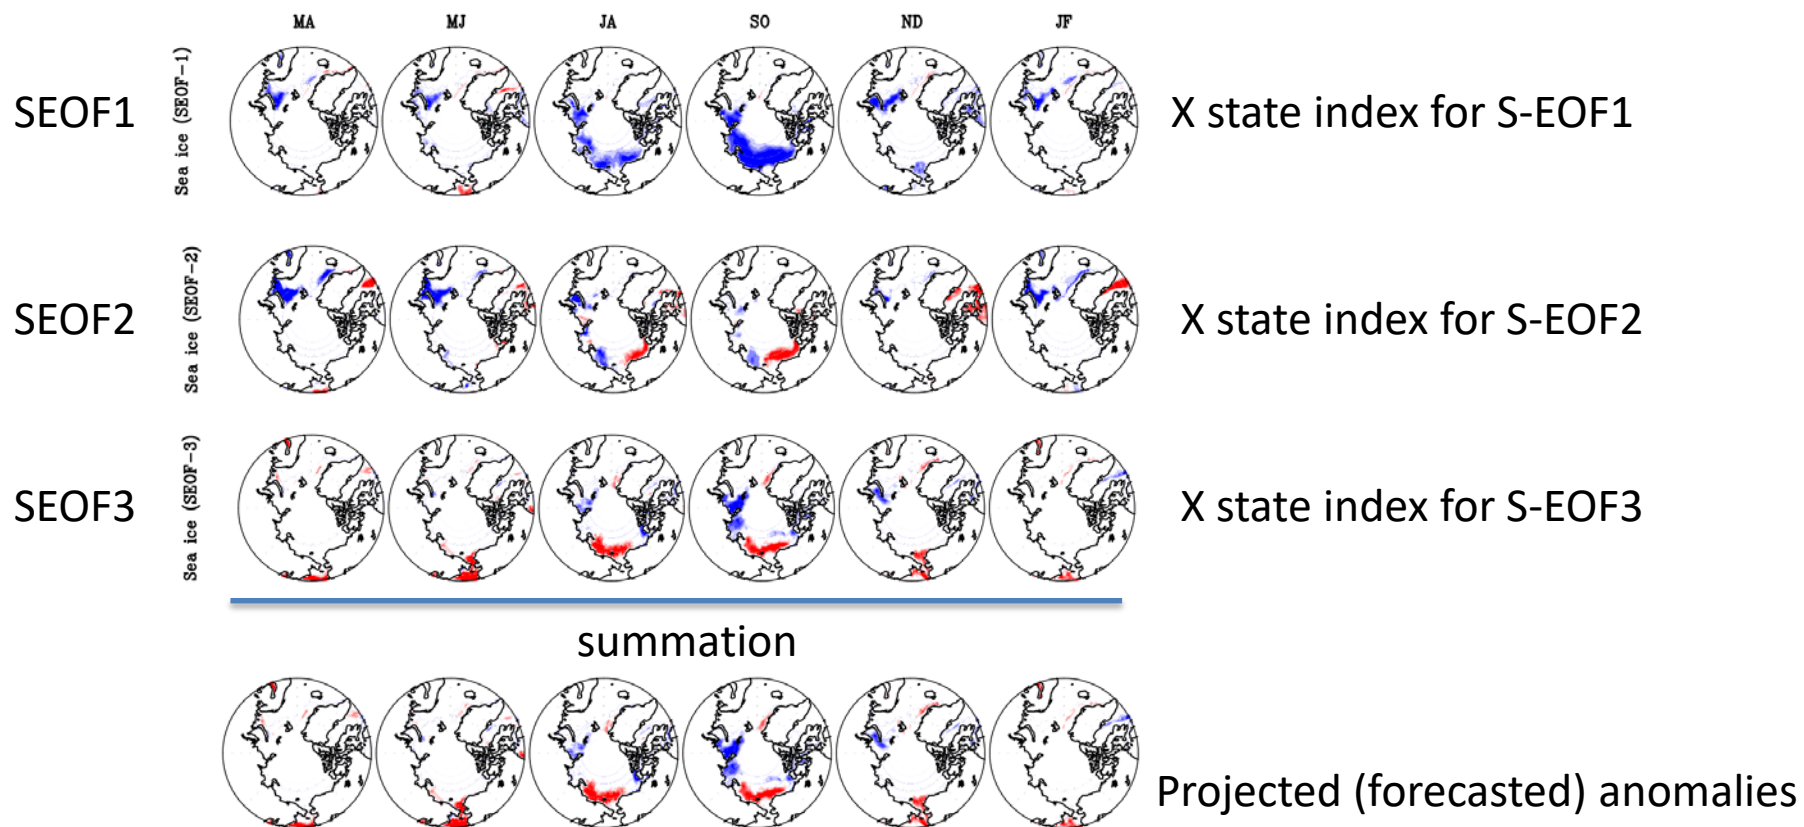 MA MJ JA SO ND JF
SEOF1 Sea ice (SEOF-1) X state index for S-EOF1
SEOF2 Sea ice (SEOF-2) X state index for S-EOF2
SEOF3 Sea ice (SEOF-3) X state index for S-EOF3
summation
Projected (forecasted) anomalies